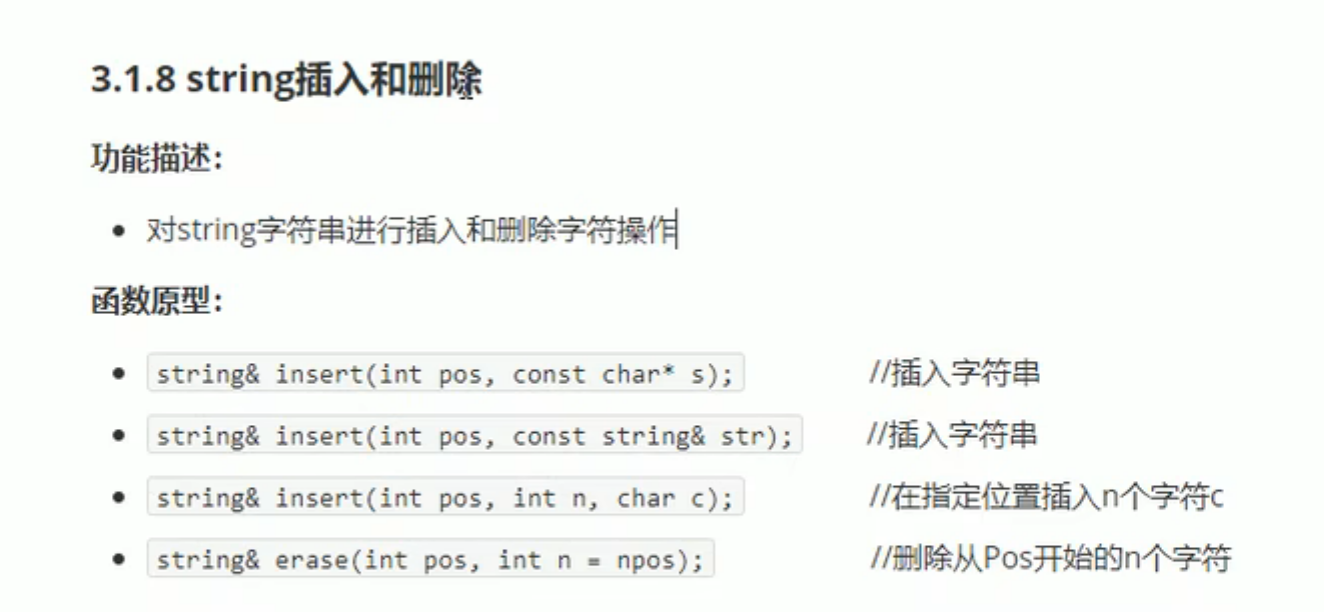 3.1.8 string插入和删除
功能描述：
• 对string字符串进行插入和删除字符操作
函数原型：
• string& insert(int pos, const char* s); //插入字符串
• string& insert(int pos, const string& str); //插入字符串
• string& insert(int pos, int n, char c); //在指定位置插入n个字符c
• string& erase(int pos, int n = npos); //删除从Pos开始的n个字符